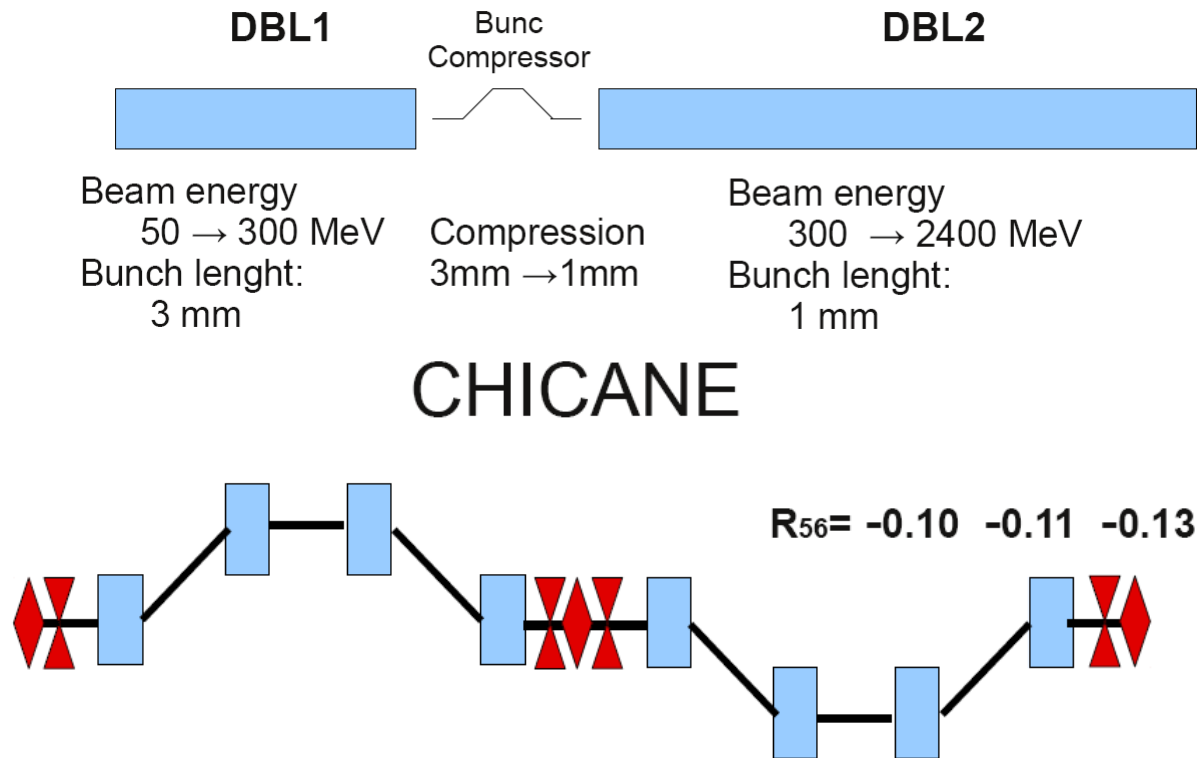 DBL1
Bunc
Compressor
DBL2
Beam energy
50 → 300 MeV
Bunch lenght:
3 mm
Compression
3mm →1mm
Beam energy
300 → 2400 MeV
Bunch lenght:
1 mm
CHICANE
R56= -0.10 -0.11 -0.13